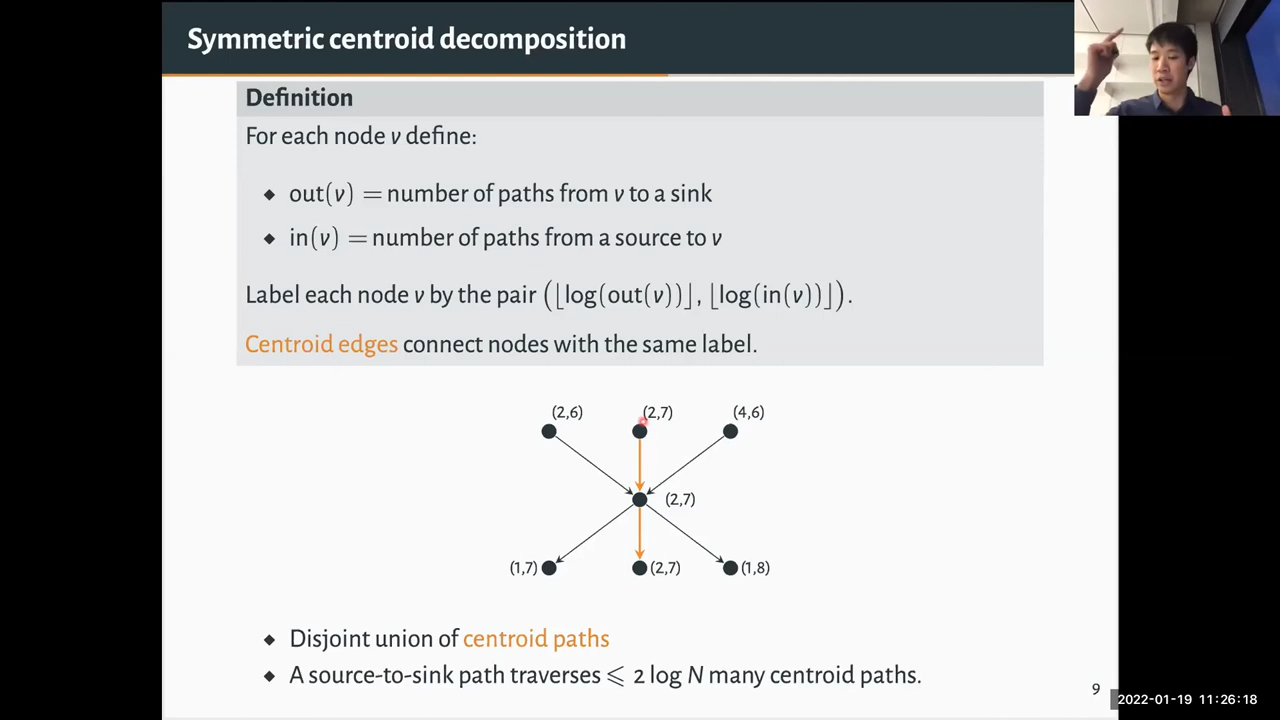 Symmetric centroid decomposition
Definition
For each node v define:
◆ out(v) = number of paths from v to a sink
◆ in(v) = number of paths from a source to v
Label each node v by the pair (⌊log(out(v))⌋, ⌊log(in(v))⌋).
Centroid edges connect nodes with the same label.
(2,6) (2,7) (4,6)
(2,7)
(1,7) (2,7) (1,8)
◆ Disjoint union of centroid paths
◆ A source-to-sink path traverses ⩽ 2 log N many centroid paths.
9
2022-01-19 11:26:18